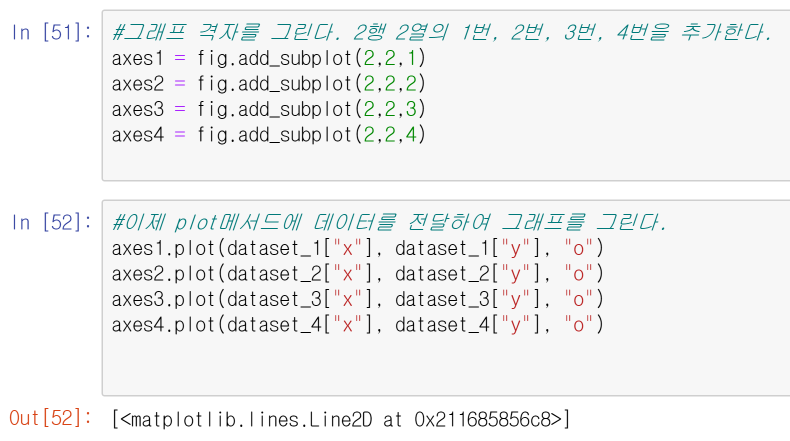 In [51]: #그래프 격자를 그린다. 2행 2열의 1번, 2번, 3번, 4번을 추가한다.
axes1 = fig.add_subplot(2,2,1)
axes2 = fig.add_subplot(2,2,2)
axes3 = fig.add_subplot(2,2,3)
axes4 = fig.add_subplot(2,2,4)
In [52]: #이제 plot메서드에 데이터를 전달하여 그래프를 그린다.
axes1.plot(dataset_1["x"], dataset_1["y"], "o")
axes2.plot(dataset_2["x"], dataset_2["y"], "o")
axes3.plot(dataset_3["x"], dataset_3["y"], "o")
axes4.plot(dataset_4["x"], dataset_4["y"], "o")
Out[52]: [<matplotlib.lines.Line2D at 0x211685856c8>]